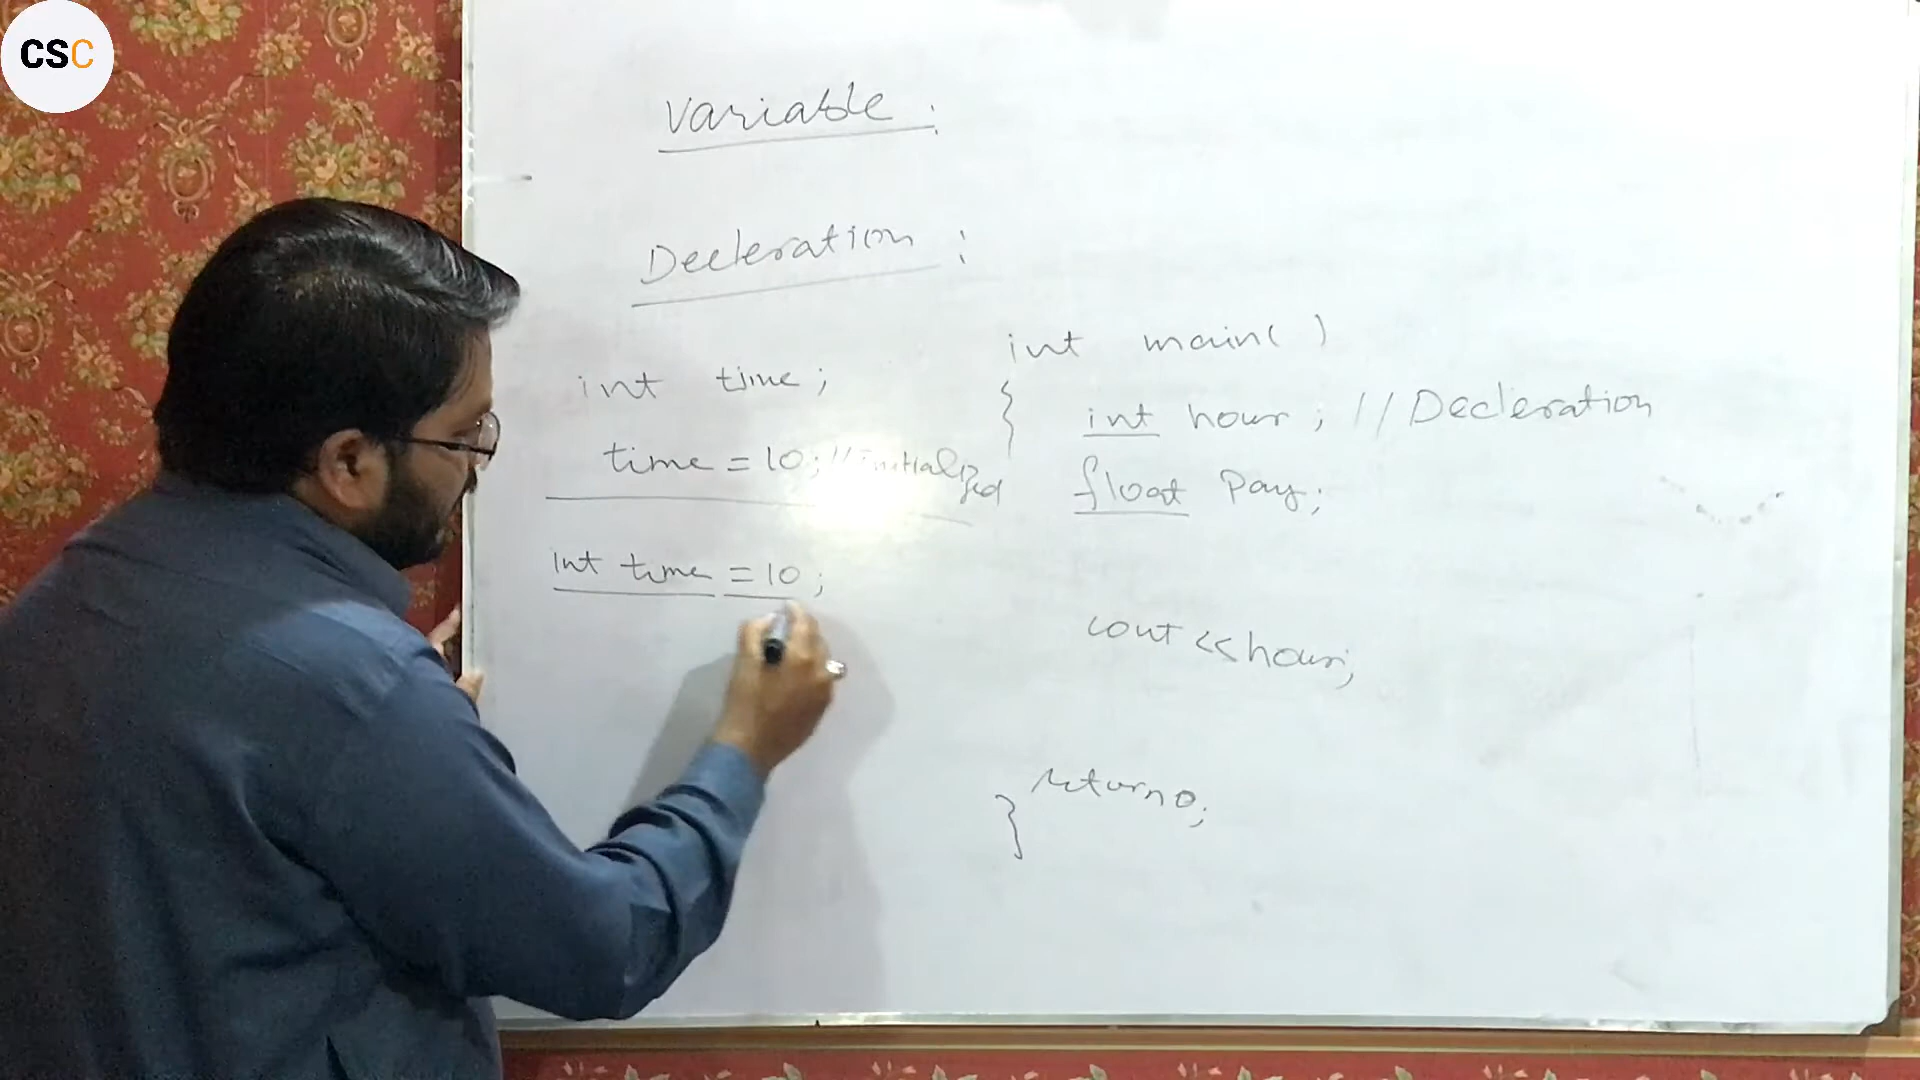 CSC
Variable :
Decleration :
int time;
time = 10; // initialized
int time = 10;
int main( )
{
int hour ; // Decleration
float Pay;
cout << hour;
return 0;
}